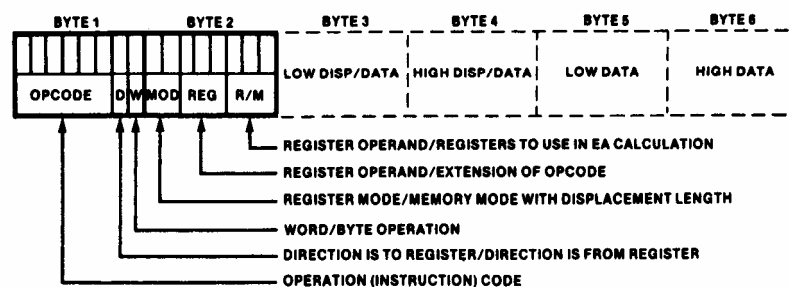 BYTE 1 BYTE 2 BYTE 3 BYTE 4 BYTE 5 BYTE 6
LOW DISP/DATA HIGH DISP/DATA LOW DATA HIGH DATA
OPCODE D W MOD REG R/M
REGISTER OPERAND/REGISTERS TO USE IN EA CALCULATION
REGISTER OPERAND/EXTENSION OF OPCODE
REGISTER MODE/MEMORY MODE WITH DISPLACEMENT LENGTH
WORD/BYTE OPERATION
DIRECTION IS TO REGISTER/DIRECTION IS FROM REGISTER
OPERATION (INSTRUCTION) CODE